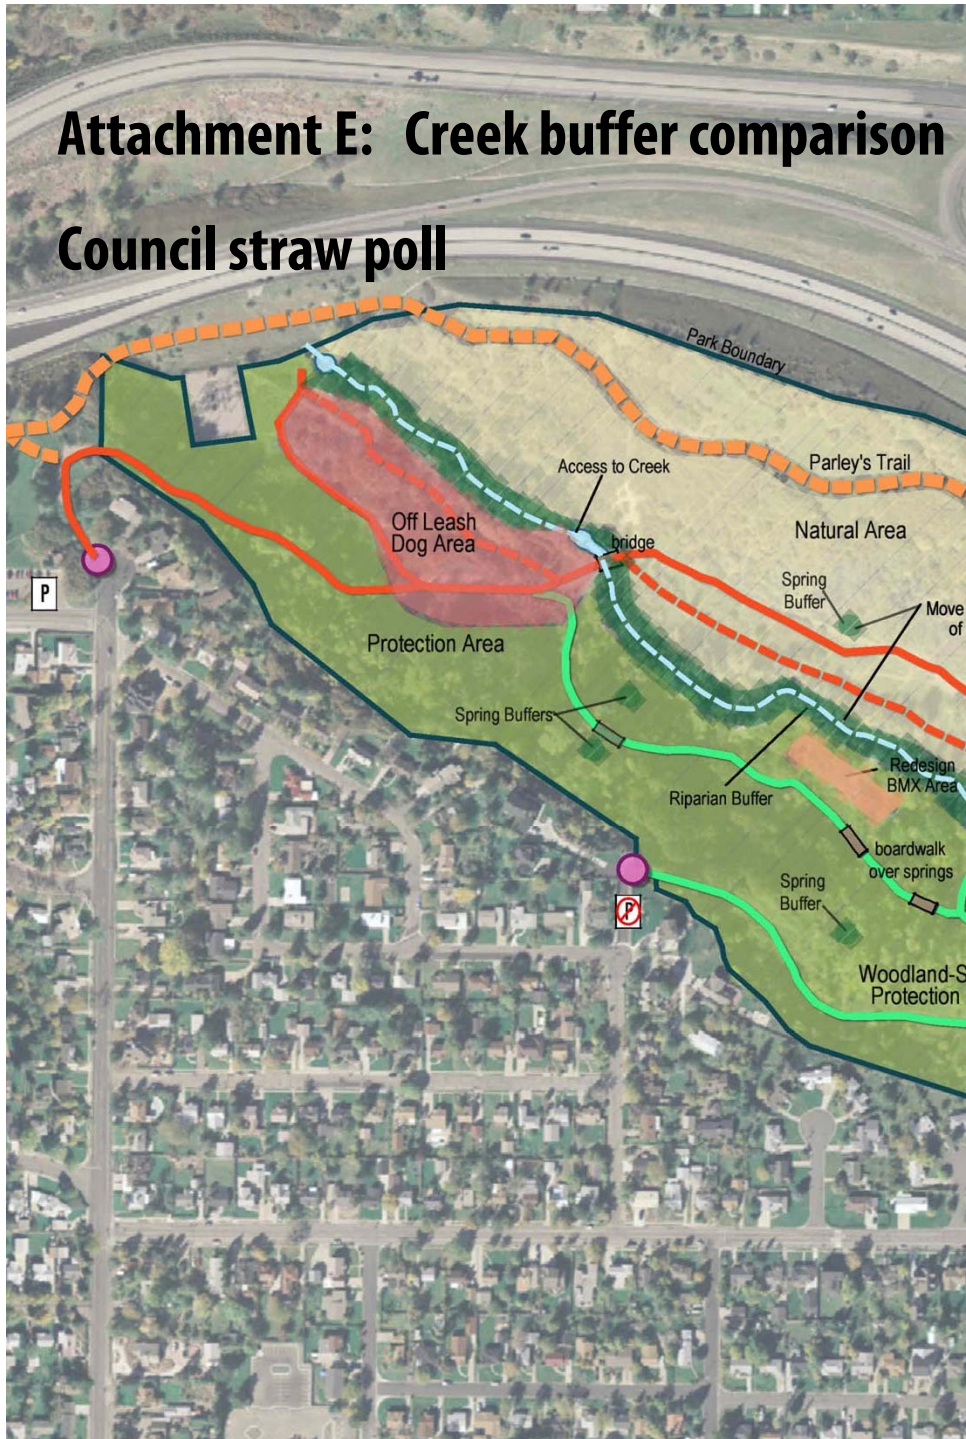 Attachment E: Creek buffer comparison
Council straw poll
Park Boundary
Access to Creek
Parley's Trail
Off Leash
Dog Area
bridge
Natural Area
Spring
Buffer
P
Move
of
Protection Area
Spring Buffers
Redesign
BMX Area
Riparian Buffer
boardwalk
over springs
Spring
Buffer
P
Woodland-S
Protection